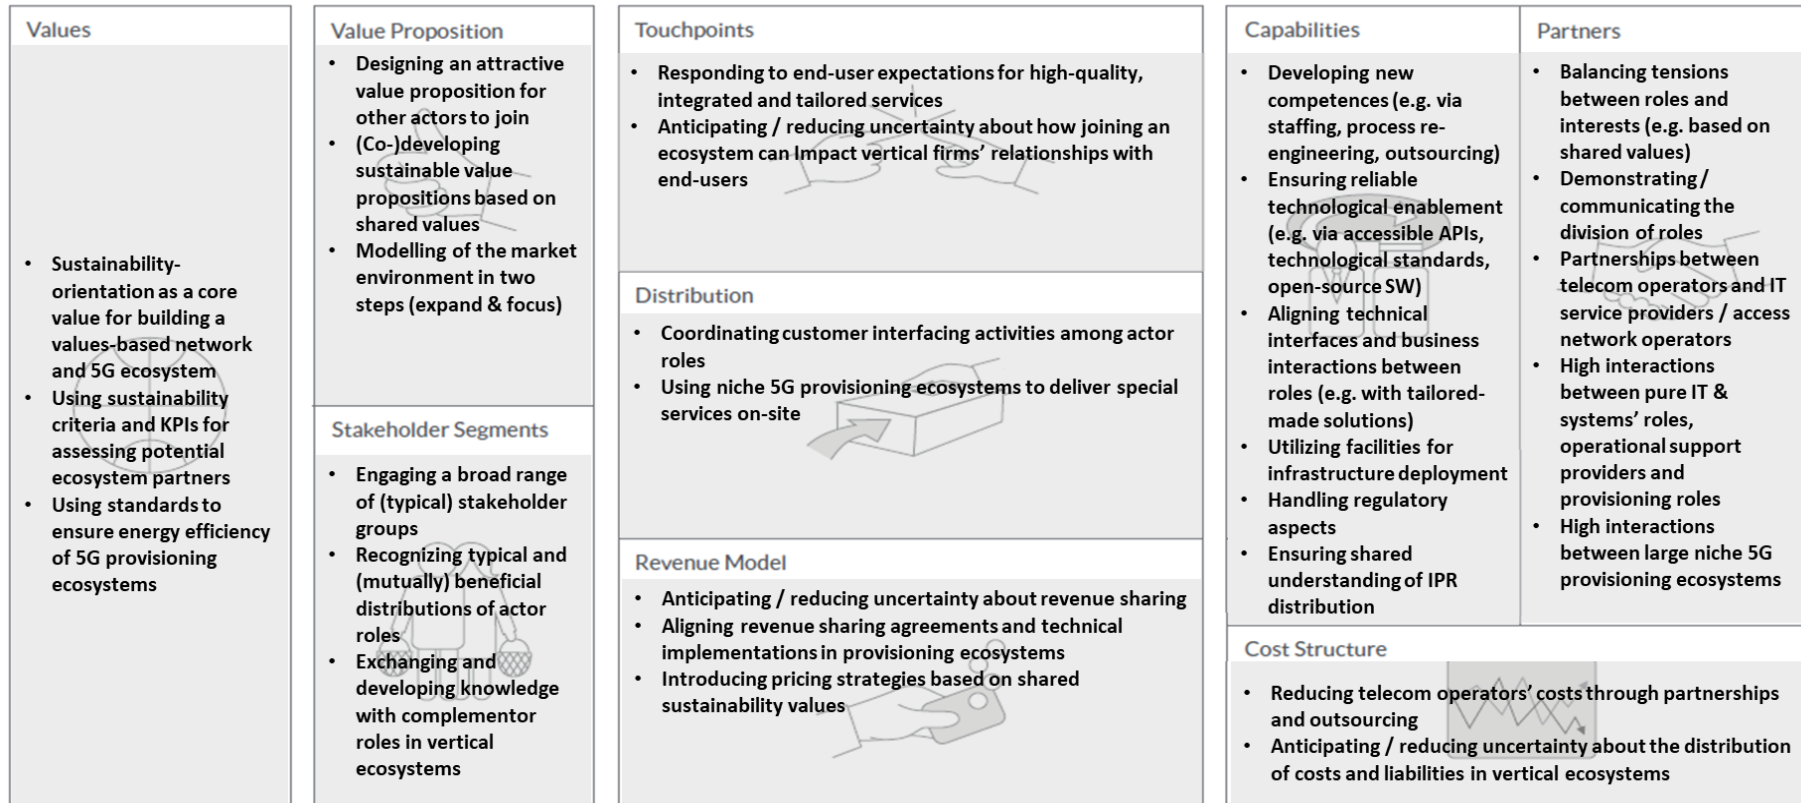 Values
• Sustainability-
orientation as a core
value for building a
values-based network
and 5G ecosystem
• Using sustainability
criteria and KPIs for
assessing potential
ecosystem partners
• Using standards to
ensure energy efficiency
of 5G provisioning
ecosystems
Value Proposition
• Designing an attractive
value proposition for
other actors to join
• (Co-)developing
sustainable value
propositions based on
shared values
• Modelling of the market
environment in two
steps (expand & focus)
Stakeholder Segments
• Engaging a broad range
of (typical) stakeholder
groups
• Recognizing typical and
(mutually) beneficial
distributions of actor
roles
• Exchanging and
developing knowledge
with complementor
roles in vertical
ecosystems
Touchpoints
• Responding to end-user expectations for high-quality,
integrated and tailored services
• Anticipating / reducing uncertainty about how joining an
ecosystem can Impact vertical firms’ relationships with
end-users
Distribution
• Coordinating customer interfacing activities among actor
roles
• Using niche 5G provisioning ecosystems to deliver special
services on-site
Revenue Model
• Anticipating / reducing uncertainty about revenue sharing
• Aligning revenue sharing agreements and technical
implementations in provisioning ecosystems
• Introducing pricing strategies based on shared
sustainability values
Capabilities
• Developing new
competences (e.g. via
staffing, process re-
engineering, outsourcing)
• Ensuring reliable
technological enablement
(e.g. via accessible APIs,
technological standards,
open-source SW)
• Aligning technical
interfaces and business
interactions between
roles (e.g. with tailored-
made solutions)
• Utilizing facilities for
infrastructure deployment
• Handling regulatory
aspects
• Ensuring shared
understanding of IPR
distribution
Partners
• Balancing tensions
between roles and
interests (e.g. based on
shared values)
• Demonstrating /
communicating the
division of roles
• Partnerships between
telecom operators and IT
service providers / access
network operators
• High interactions
between pure IT &
systems’ roles,
operational support
providers and
provisioning roles
• High interactions
between large niche 5G
provisioning ecosystems
Cost Structure
• Reducing telecom operators’ costs through partnerships
and outsourcing
• Anticipating / reducing uncertainty about the distribution
of costs and liabilities in vertical ecosystems